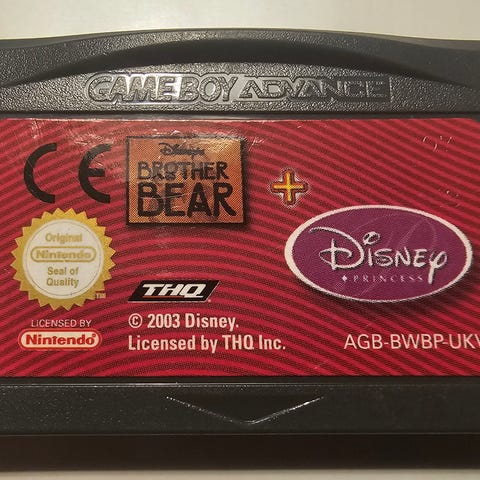 GAME BOY ADVANCE
CE
Disney's
BROTHER
BEAR
+
Disney
PRINCESS
Original
Nintendo
Seal of
Quality
TM
THQ
LICENSED BY
Nintendo
© 2003 Disney.
Licensed by THQ Inc.
AGB-BWBP-UKV